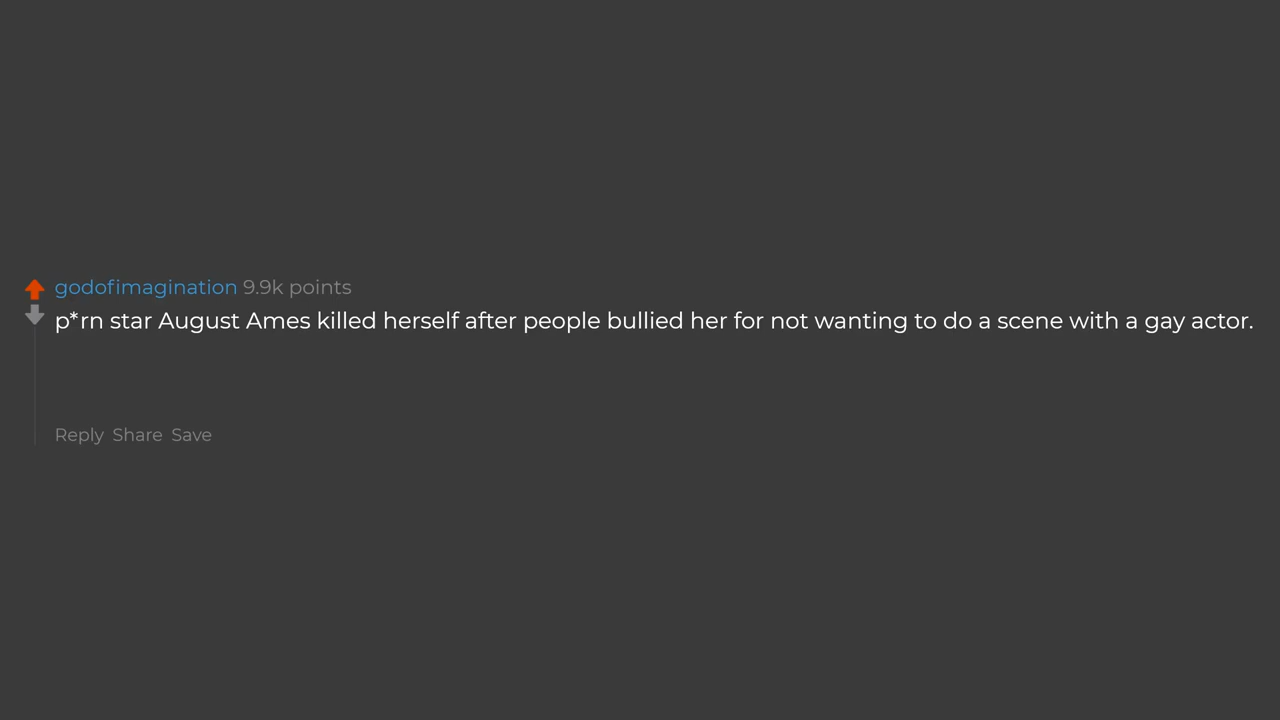 godofimagination 9.9k points
p*rn star August Ames killed herself after people bullied her for not wanting to do a scene with a gay actor.
Reply Share Save